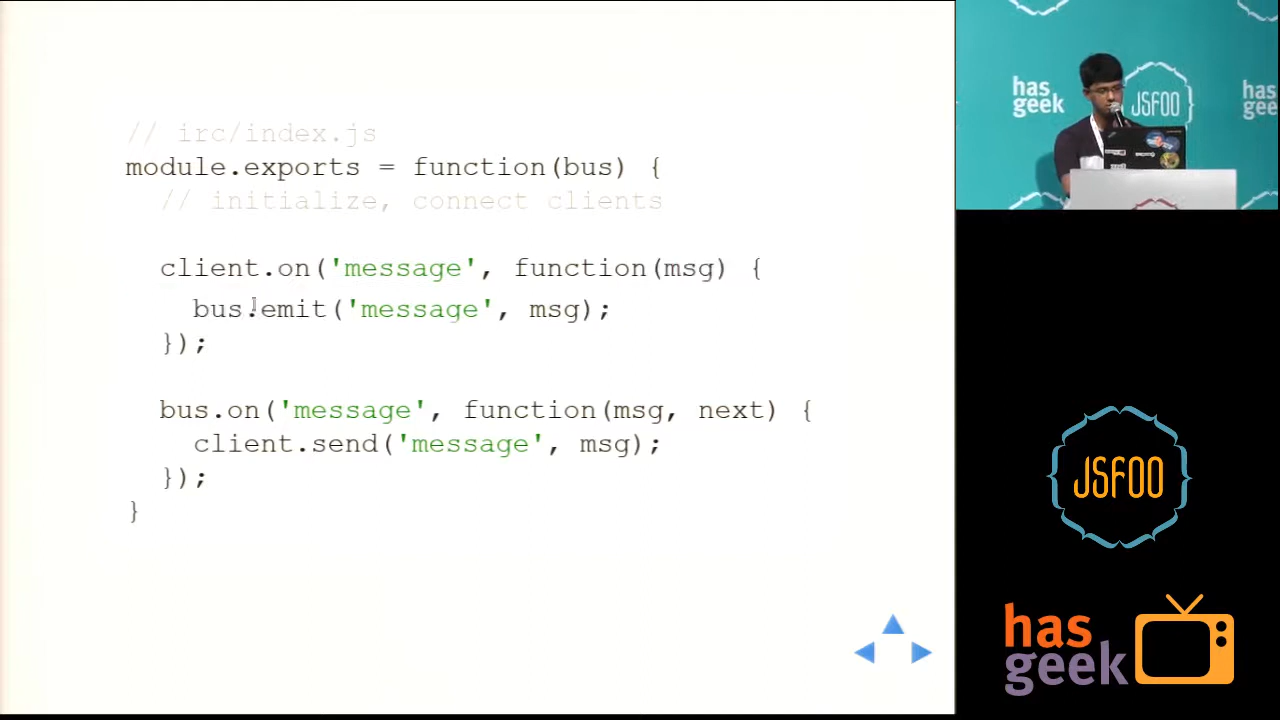 // irc/index.js
module.exports = function(bus) {
// initialize, connect clients
client.on('message', function(msg) {
bus.emit('message', msg);
});
bus.on('message', function(msg, next) {
client.send('message', msg);
});
}
has
geek
JSFOO
has
geek
JSFOO
has
geek